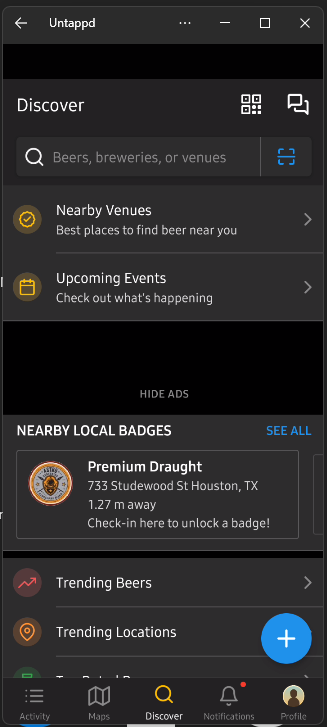 Untappd
Discover
Beers, breweries, or venues
Nearby Venues
Best places to find beer near you
Upcoming Events
Check out what's happening
HIDE ADS
NEARBY LOCAL BADGES
SEE ALL
Premium Draught
733 Studewood St Houston, TX
1.27 m away
Check-in here to unlock a badge!
Trending Beers
Trending Locations
Activity
Maps
Discover
Notifications
Profile